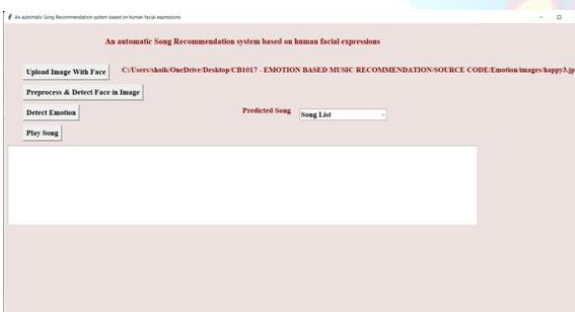 An automatic Song Recommendation system based on human facial expressions
An automatic Song Recommendation system based on human facial expressions
Upload Image With Face C:/Users/shaik/OneDrive/Desktop/CB1017 - EMOTION BASED MUSIC RECOMMENDATION/SOURCE CODE/Emotion/images/happy3.jp
Preprocess & Detect Face in Image
Detect Emotion Predicted Song Song List
Play Song